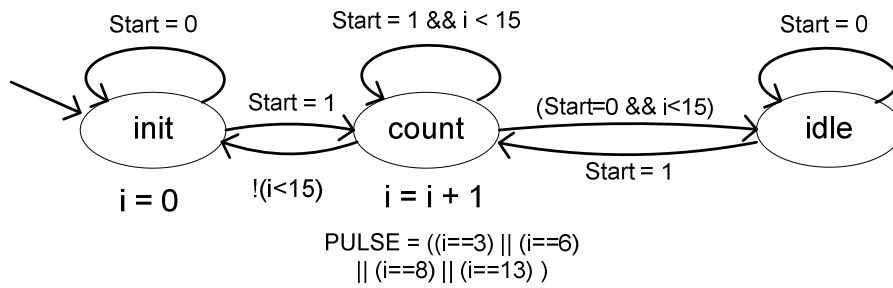 Start = 0
Start = 1 && i < 15
Start = 0
Start = 1
(Start=0 && i<15)
init
count
idle
Start = 1
!(i<15)
i = 0
i = i + 1
PULSE = ((i==3) || (i==6)
|| (i==8) || (i==13) )